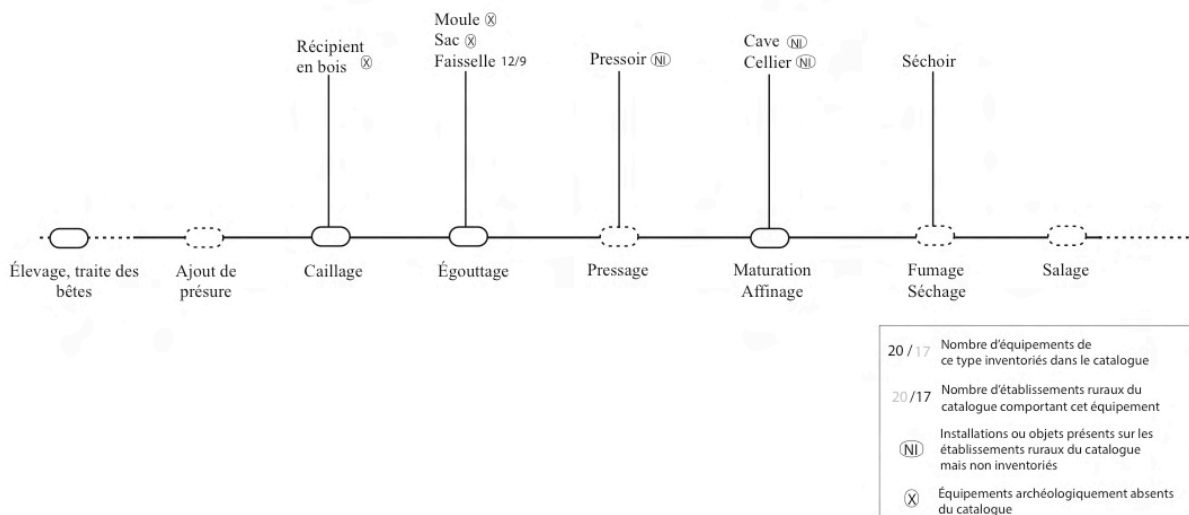 Récipient
en bois Ⓧ
Moule Ⓧ
Sac Ⓧ
Faisselle 12/9
Pressoir NI
Cave NI
Cellier NI
Séchoir
Élevage, traite des
bêtes
Ajout de
présure
Caillage
Égouttage
Pressage
Maturation
Affinage
Fumage
Séchage
Salage
20 / 17 Nombre d'équipements de
ce type inventoriés dans le catalogue
20/17 Nombre d'établissements ruraux du
catalogue comportant cet équipement
NI Installations ou objets présents sur les
établissements ruraux du catalogue
mais non inventoriés
Ⓧ Équipements archéologiquement absents
du catalogue